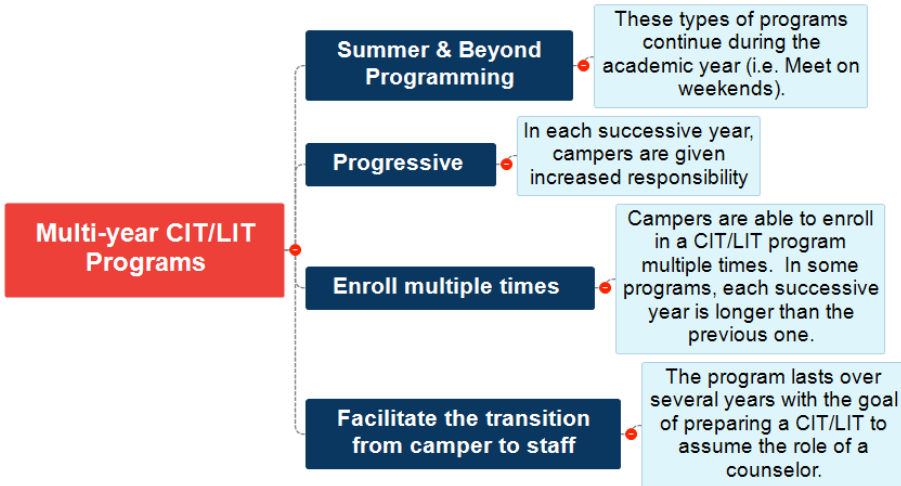 Multi-year CIT/LIT
Programs
Summer & Beyond
Programming
These types of programs
continue during the
academic year (i.e. Meet on
weekends).
Progressive
In each successive year,
campers are given
increased responsibility
Enroll multiple times
Campers are able to enroll
in a CIT/LIT program
multiple times. In some
programs, each successive
year is longer than the
previous one.
Facilitate the transition
from camper to staff
The program lasts over
several years with the goal
of preparing a CIT/LIT to
assume the role of a
counselor.